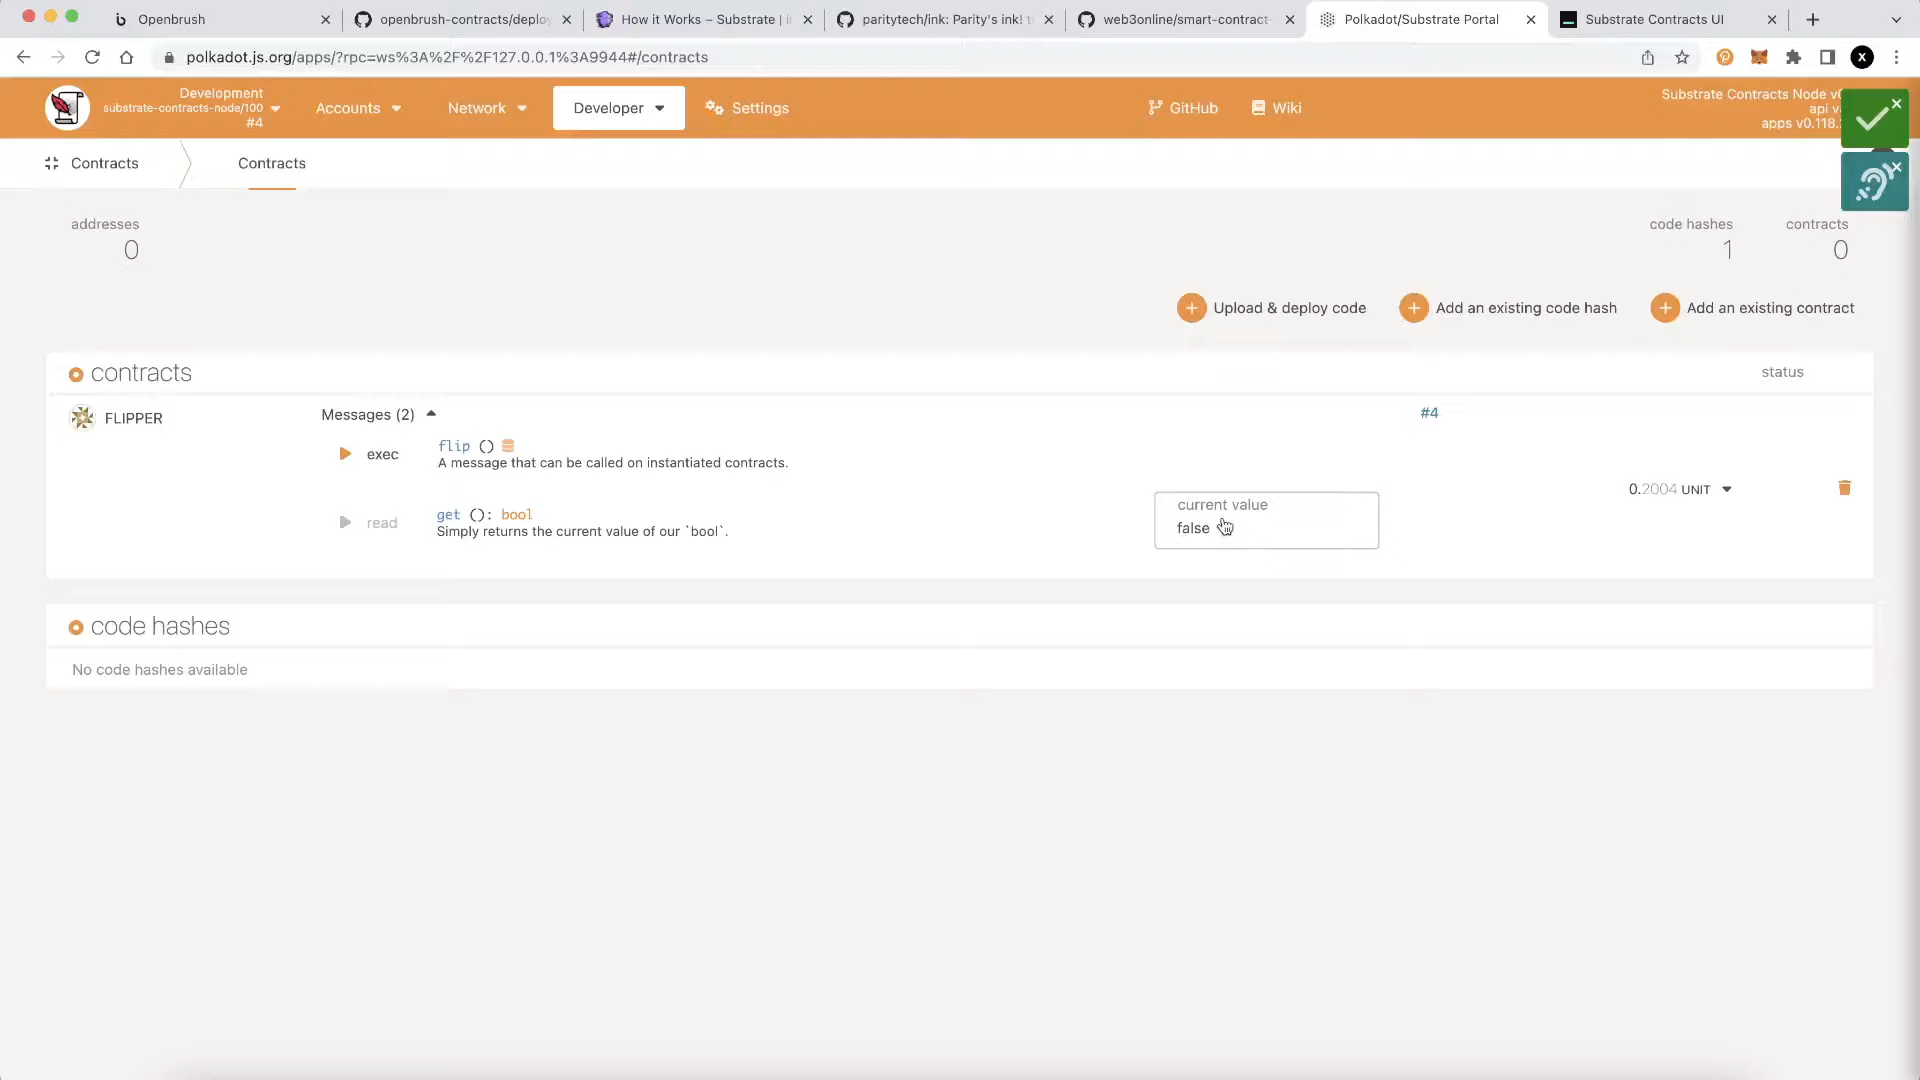 Openbrush
openbrush-contracts/deploy
How it Works – Substrate | i
paritytech/ink: Parity's ink! t
web3online/smart-contract-
Polkadot/Substrate Portal
Substrate Contracts UI
polkadot.js.org/apps/?rpc=ws%3A%2F%2F127.0.0.1%3A9944#/contracts
X
Development
substrate-contracts-node/100
#4
Accounts
Network
Developer
Settings
GitHub
Wiki
Substrate Contracts Node v0
api v
apps v0.118.
Contracts
Contracts
addresses
0
code hashes
1
contracts
0
Upload & deploy code
Add an existing code hash
Add an existing contract
contracts
status
FLIPPER
Messages (2)
#4
exec
flip ()
A message that can be called on instantiated contracts.
read
get (): bool
Simply returns the current value of our `bool`.
current value
false
0.2004 UNIT
code hashes
No code hashes available